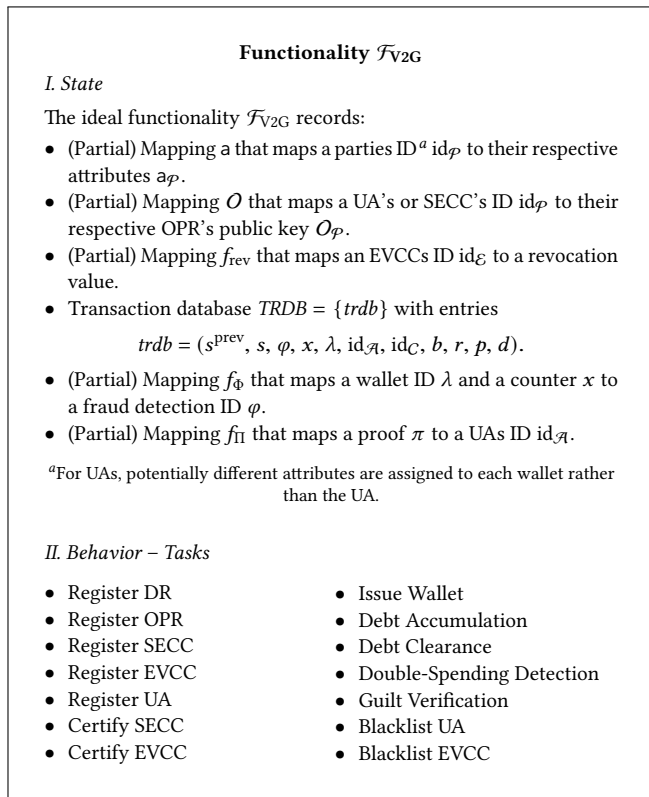 Functionality ℱV2G
I. State
The ideal functionality ℱV2G records:
• (Partial) Mapping a that maps a parties IDᵃ id𝒫 to their respective
attributes a𝒫.
• (Partial) Mapping 𝒪 that maps a UA's or SECC's ID id𝒫 to their
respective OPR's public key 𝒪𝒫.
• (Partial) Mapping frev that maps an EVCCs ID idℰ to a revocation
value.
• Transaction database TRDB = {trdb} with entries
trdb = (sᵖʳᵉᵛ, s, φ, x, λ, id𝒜, id𝒞, b, r, p, d).
• (Partial) Mapping fΦ that maps a wallet ID λ and a counter x to
a fraud detection ID φ.
• (Partial) Mapping fΠ that maps a proof π to a UAs ID id𝒜.
ᵃFor UAs, potentially different attributes are assigned to each wallet rather
than the UA.
II. Behavior – Tasks
• Register DR
• Register OPR
• Register SECC
• Register EVCC
• Register UA
• Certify SECC
• Certify EVCC
• Issue Wallet
• Debt Accumulation
• Debt Clearance
• Double-Spending Detection
• Guilt Verification
• Blacklist UA
• Blacklist EVCC